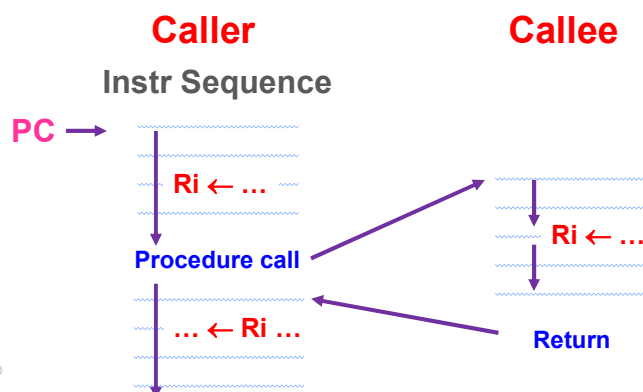 Caller
Callee
Instr Sequence
PC
Ri ← …
Procedure call
… ← Ri …
Ri ← …
Return